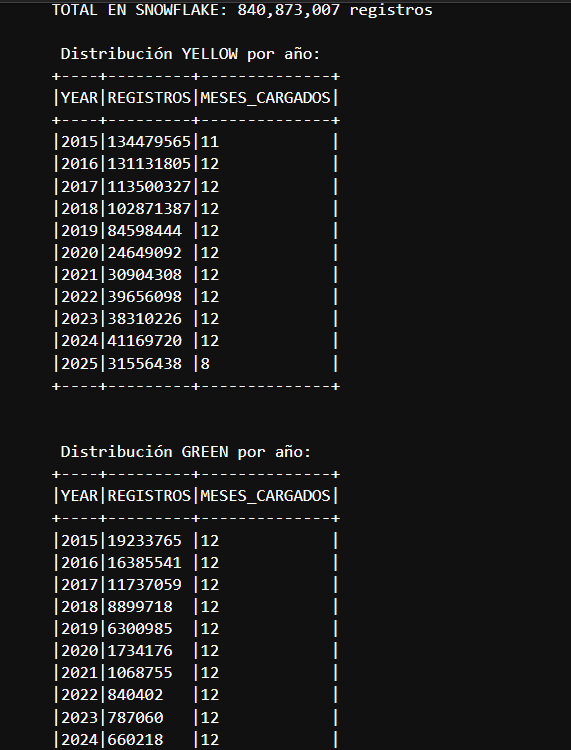 TOTAL EN SNOWFLAKE: 840,873,007 registros
Distribución YELLOW por año:
+----+---------+--------------+
|YEAR|REGISTROS|MESES_CARGADOS|
+----+---------+--------------+
|2015|134479565|11            |
|2016|131131805|12            |
|2017|113500327|12            |
|2018|102871387|12            |
|2019|84598444 |12            |
|2020|24649092 |12            |
|2021|30904308 |12            |
|2022|39656098 |12            |
|2023|38310226 |12            |
|2024|41169720 |12            |
|2025|31556438 |8             |
+----+---------+--------------+
Distribución GREEN por año:
+----+---------+--------------+
|YEAR|REGISTROS|MESES_CARGADOS|
+----+---------+--------------+
|2015|19233765 |12            |
|2016|16385541 |12            |
|2017|11737059 |12            |
|2018|8899718  |12            |
|2019|6300985  |12            |
|2020|1734176  |12            |
|2021|1068755  |12            |
|2022|840402   |12            |
|2023|787060   |12            |
|2024|660218   |12            |